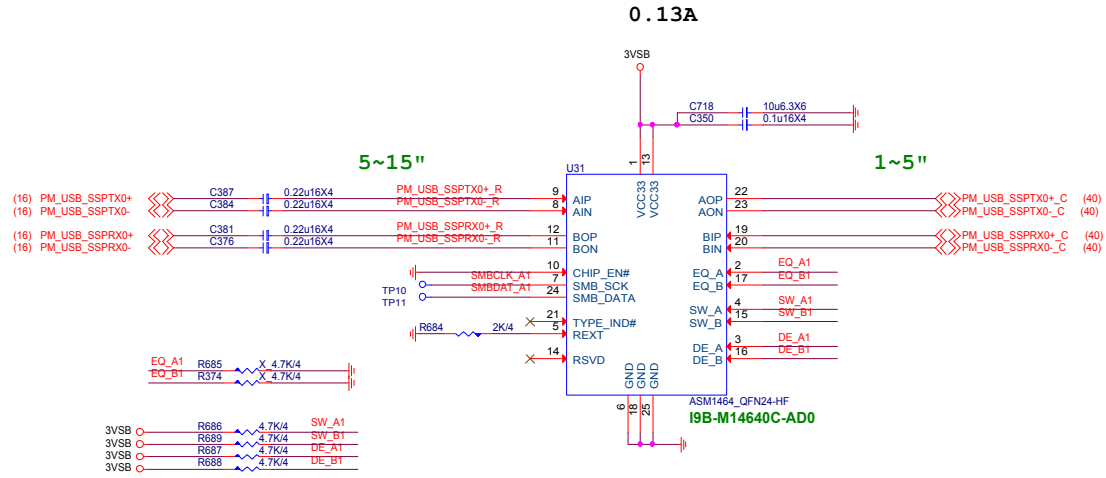 0.13A
3VSB
C718 10u6.3X6
C350 0.1u16X4
5~15" 1~5"
U31
1 13
VCC33 VCC33
(16) PM_USB_SSPTX0+ C387 0.22u16X4 PM_USB_SSPTX0+_R 9 AIP AOP 22 PM_USB_SSPTX0+_C (40)
(16) PM_USB_SSPTX0- C384 0.22u16X4 PM_USB_SSPTX0-_R 8 AIN AON 23 PM_USB_SSPTX0-_C (40)
(16) PM_USB_SSPRX0+ C381 0.22u16X4 PM_USB_SSPRX0+_R 12 BOP BIP 19 PM_USB_SSPRX0+_C (40)
(16) PM_USB_SSPRX0- C376 0.22u16X4 PM_USB_SSPRX0-_R 11 BON BIN 20 PM_USB_SSPRX0-_C (40)
10 CHIP_EN# EQ_A 2 EQ_A1
TP10 SMBCLK_A1 7 SMB_SCK EQ_B 17 EQ_B1
TP11 SMBDAT_A1 24 SMB_DATA SW_A 4 SW_A1
21 TYPE_IND# SW_B 15 SW_B1
R684 2K/4 5 REXT DE_A 3 DE_A1
14 RSVD DE_B 16 DE_B1
GND GND GND
6 18 25
ASM1464_QFN24-HF
I9B-M14640C-AD0
EQ_A1 R685 X_4.7K/4
EQ_B1 R374 X_4.7K/4
3VSB R686 4.7K/4 SW_A1
3VSB R689 4.7K/4 SW_B1
3VSB R687 4.7K/4 DE_A1
3VSB R688 4.7K/4 DE_B1